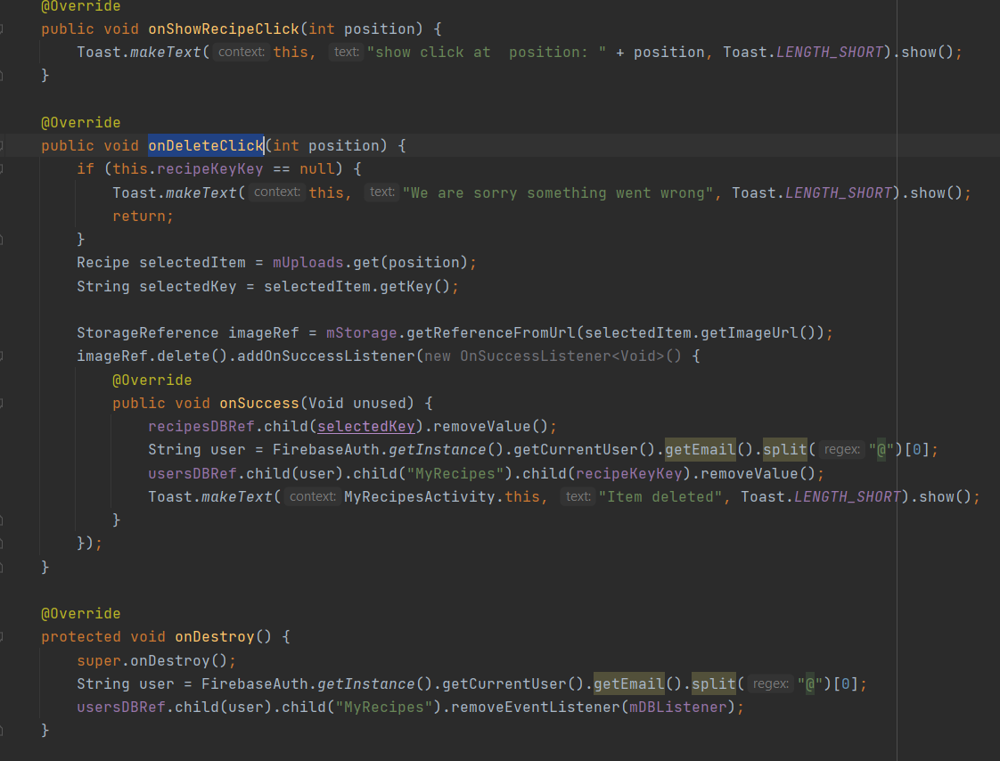 @Override
public void onShowRecipeClick(int position) {
Toast.makeText( context: this, text: "show click at  position: " + position, Toast.LENGTH_SHORT).show();
}
@Override
public void onDeleteClick(int position) {
if (this.recipeKeyKey == null) {
Toast.makeText( context: this, text: "We are sorry something went wrong", Toast.LENGTH_SHORT).show();
return;
}
Recipe selectedItem = mUploads.get(position);
String selectedKey = selectedItem.getKey();
StorageReference imageRef = mStorage.getReferenceFromUrl(selectedItem.getImageUrl());
imageRef.delete().addOnSuccessListener(new OnSuccessListener<Void>() {
@Override
public void onSuccess(Void unused) {
recipesDBRef.child(selectedKey).removeValue();
String user = FirebaseAuth.getInstance().getCurrentUser().getEmail().split( regex: "@")[0];
usersDBRef.child(user).child("MyRecipes").child(recipeKeyKey).removeValue();
Toast.makeText( context: MyRecipesActivity.this, text: "Item deleted", Toast.LENGTH_SHORT).show();
}
});
}
@Override
protected void onDestroy() {
super.onDestroy();
String user = FirebaseAuth.getInstance().getCurrentUser().getEmail().split( regex: "@")[0];
usersDBRef.child(user).child("MyRecipes").removeEventListener(mDBListener);
}